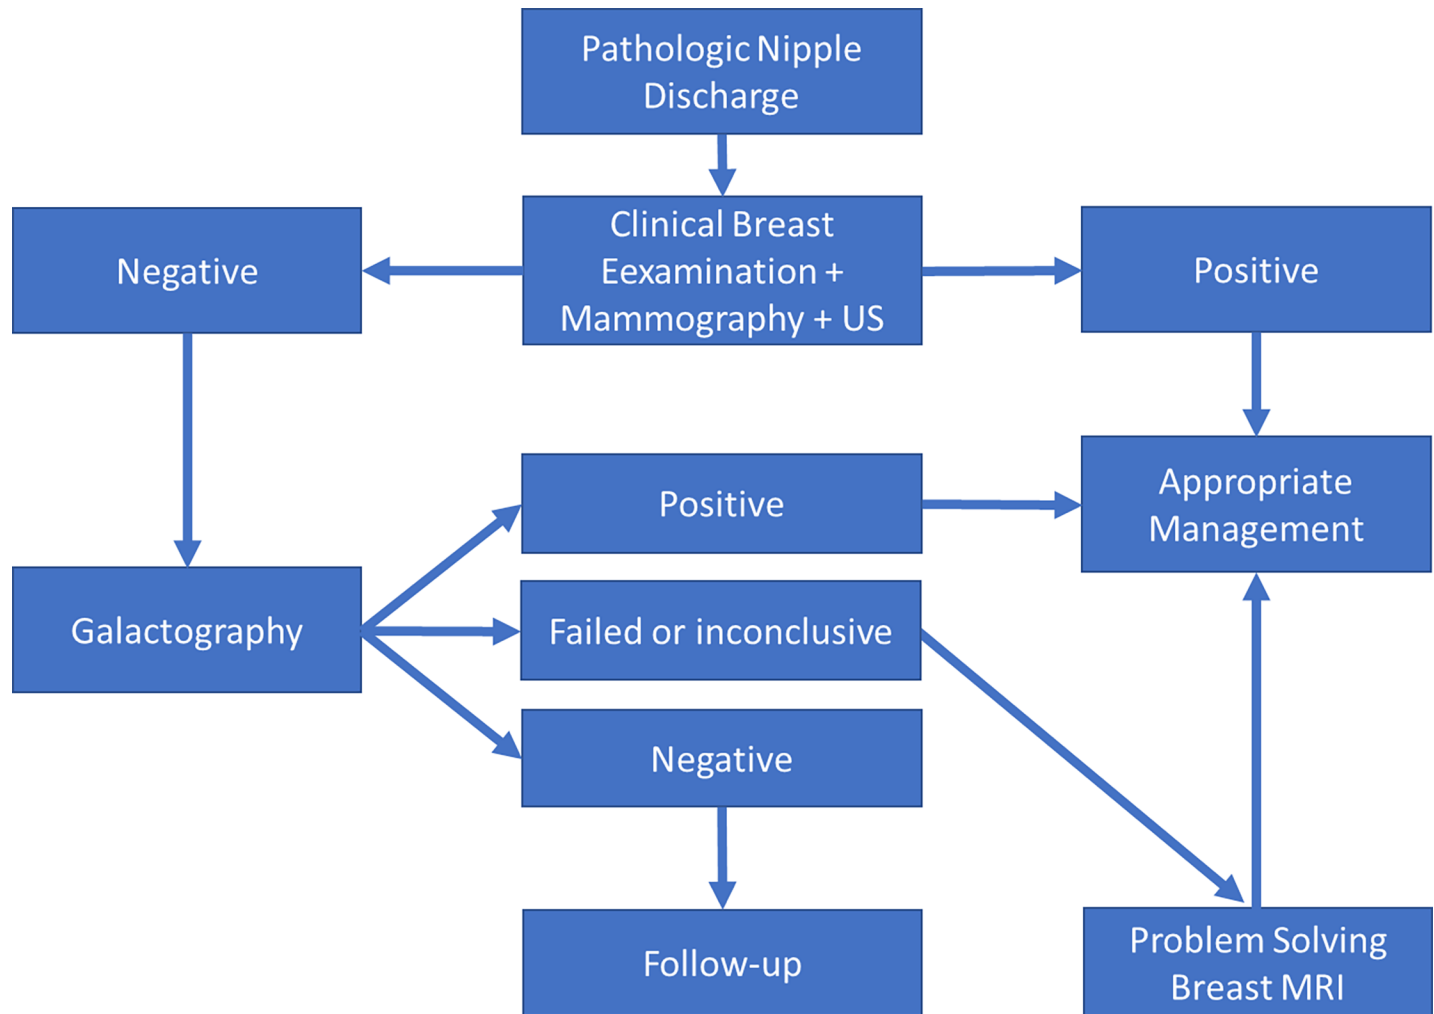 Pathologic Nipple
Discharge
Negative
Clinical Breast
Eexamination +
Mammography + US
Positive
Positive
Appropriate
Management
Galactography
Failed or inconclusive
Negative
Follow-up
Problem Solving
Breast MRI